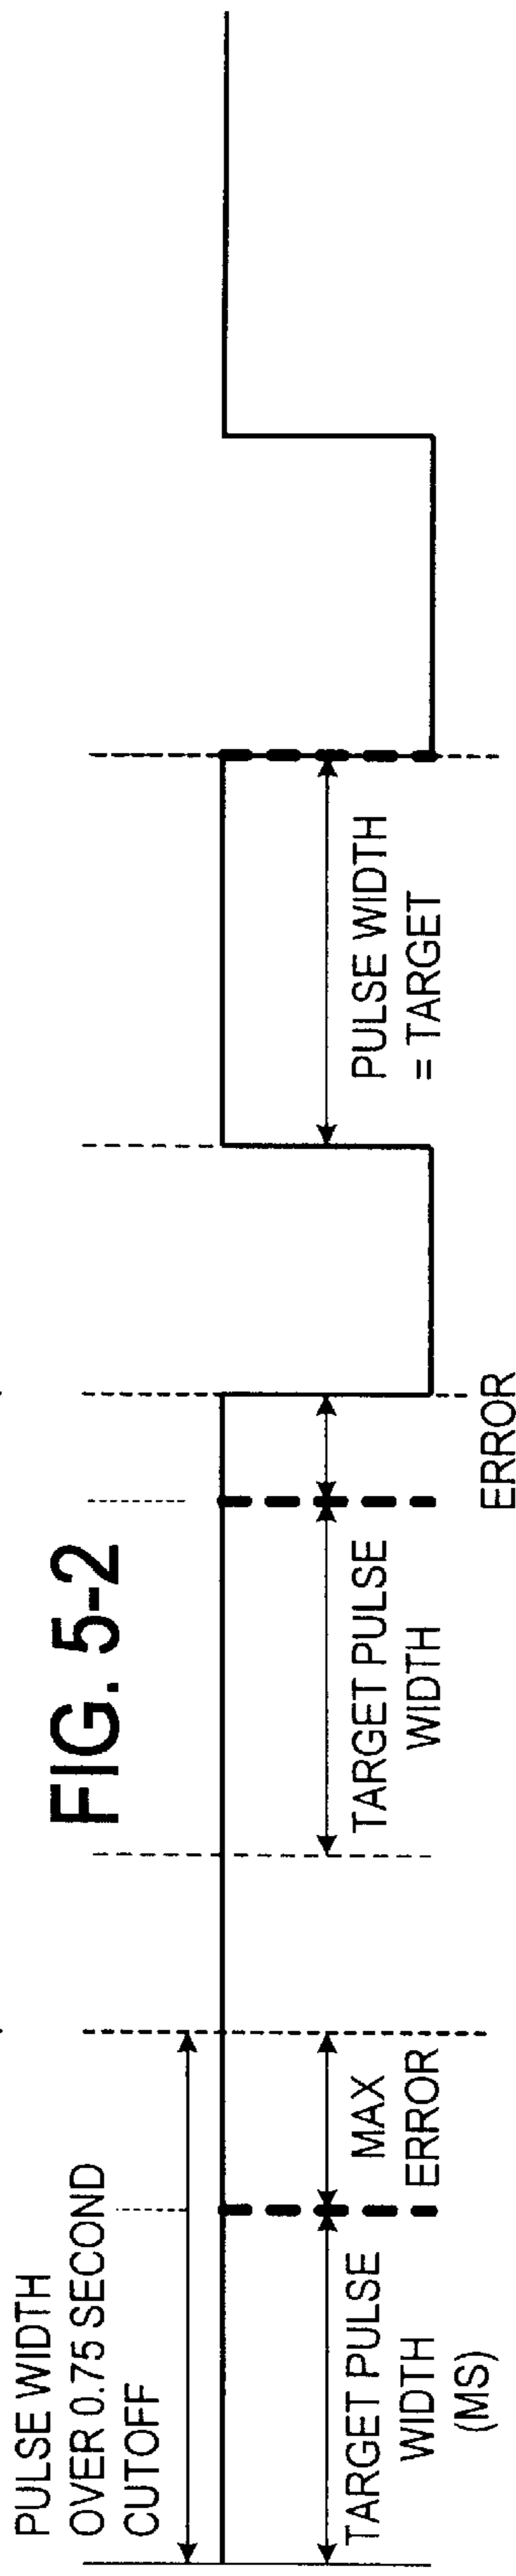 PULSE WIDTH
OVER 0.75 SECOND
CUTOFF
FIG. 5-2
TARGET PULSE
WIDTH
(MS)
MAX
ERROR
TARGET PULSE
WIDTH
ERROR
PULSE WIDTH
= TARGET